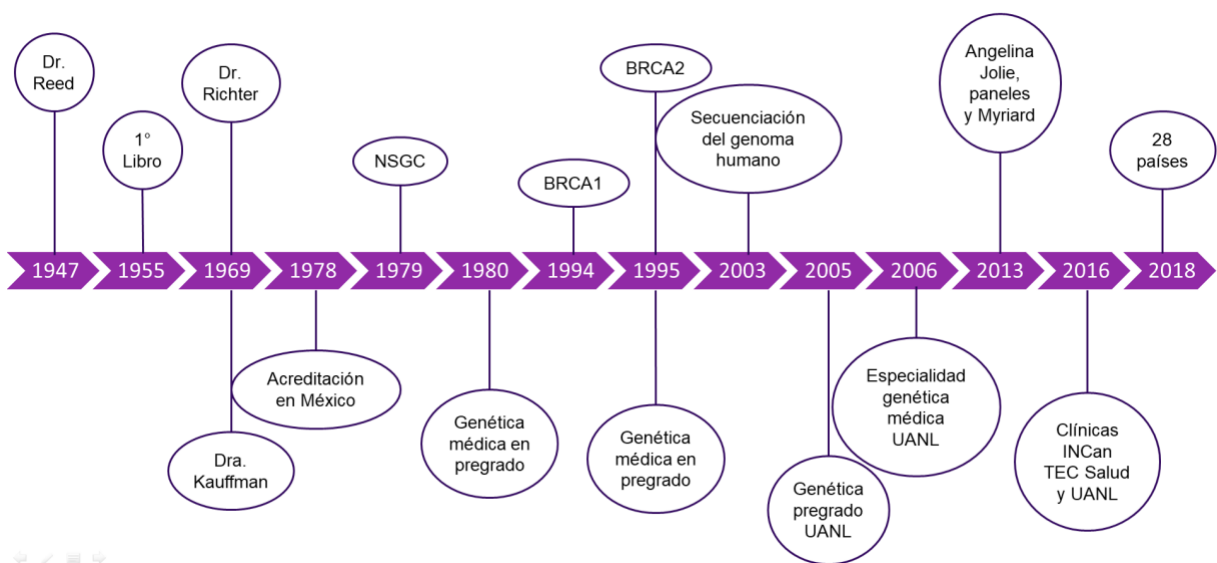 Dr.
Reed
1°
Libro
Dr.
Richter
NSGC
BRCA1
BRCA2
Secuenciación
del genoma
humano
Angelina
Jolie,
paneles
y Myriard
28
países
1947
1955
1969
1978
1979
1980
1994
1995
2003
2005
2006
2013
2016
2018
Dra.
Kauffman
Acreditación
en México
Genética
médica en
pregrado
Genética
médica en
pregrado
Genética
pregrado
UANL
Especialidad
genética
médica
UANL
Clínicas
INCan
TEC Salud
y UANL